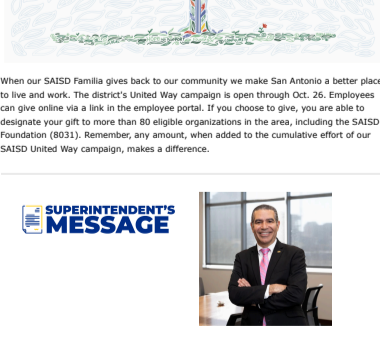 When our SAISD Familia gives back to our community we make San Antonio a better place
to live and work. The district's United Way campaign is open through Oct. 26. Employees
can give online via a link in the employee portal. If you choose to give, you are able to
designate your gift to more than 80 eligible organizations in the area, including the SAISD
Foundation (8031). Remember, any amount, when added to the cumulative effort of our
SAISD United Way campaign, makes a difference.
SUPERINTENDENT'S
MESSAGE